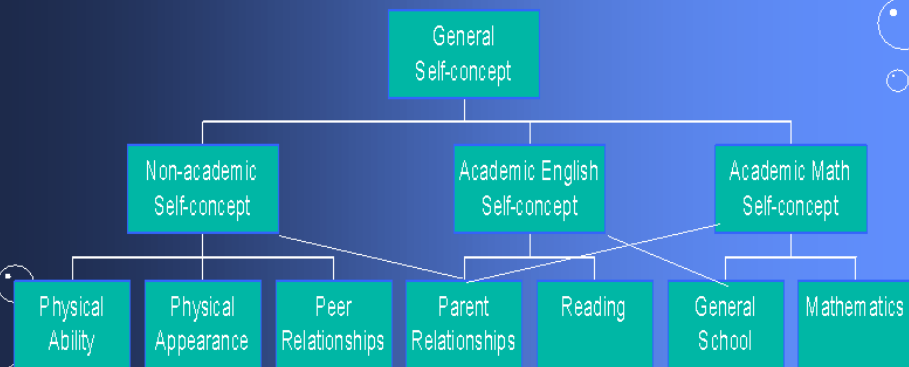 General
Self-concept
Non-academic
Self-concept
Academic English
Self-concept
Academic Math
Self-concept
Physical
Ability
Physical
Appearance
Peer
Relationships
Parent
Relationships
Reading
General
School
Mathematics